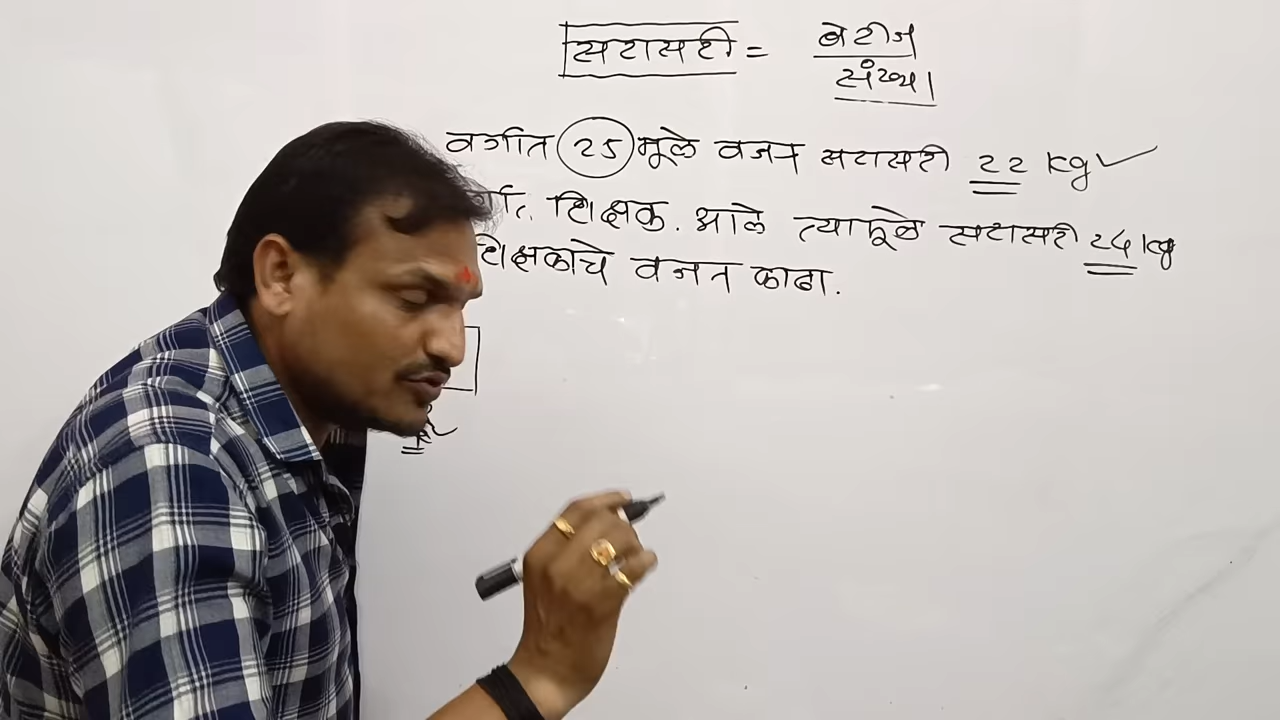 सरासरी = बेरीज
संख्या
वर्गात 25 मूले वजन सरासरी 22 kg ✓
शिक्षक. आले त्यामूळे सरासरी 24 kg
शिक्षकाचे वजन काढा.